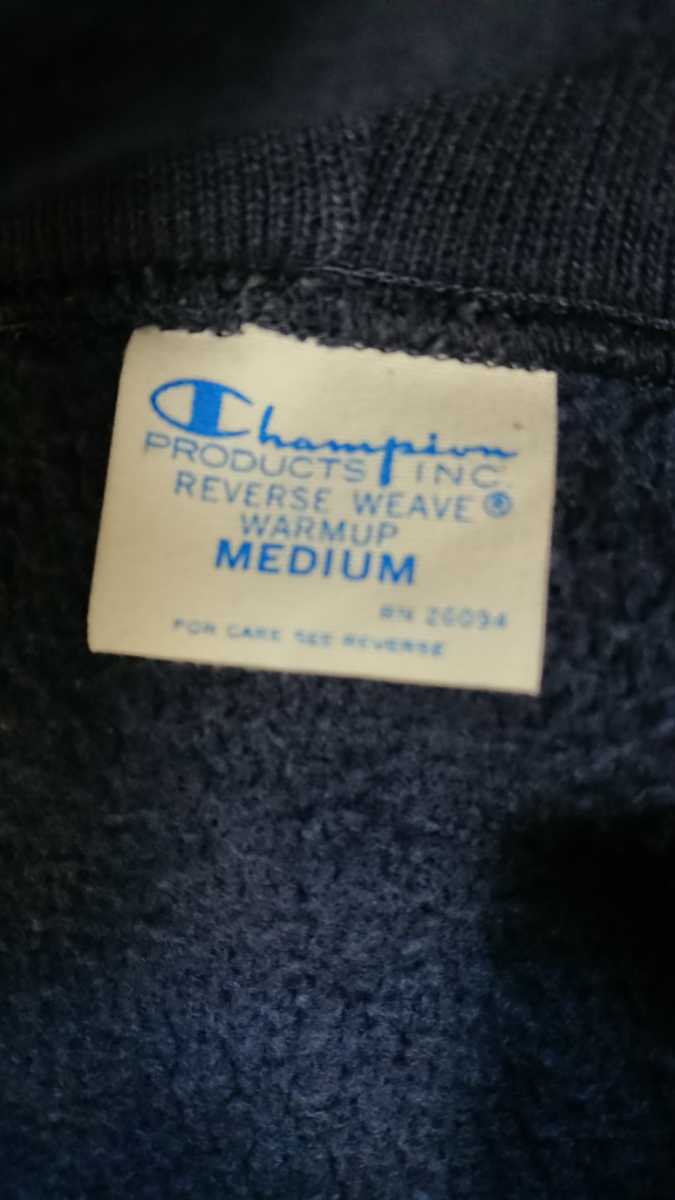 Champion
PRODUCTS INC.
REVERSE WEAVE®
WARMUP
MEDIUM
RN 26094
FOR CARE SEE REVERSE